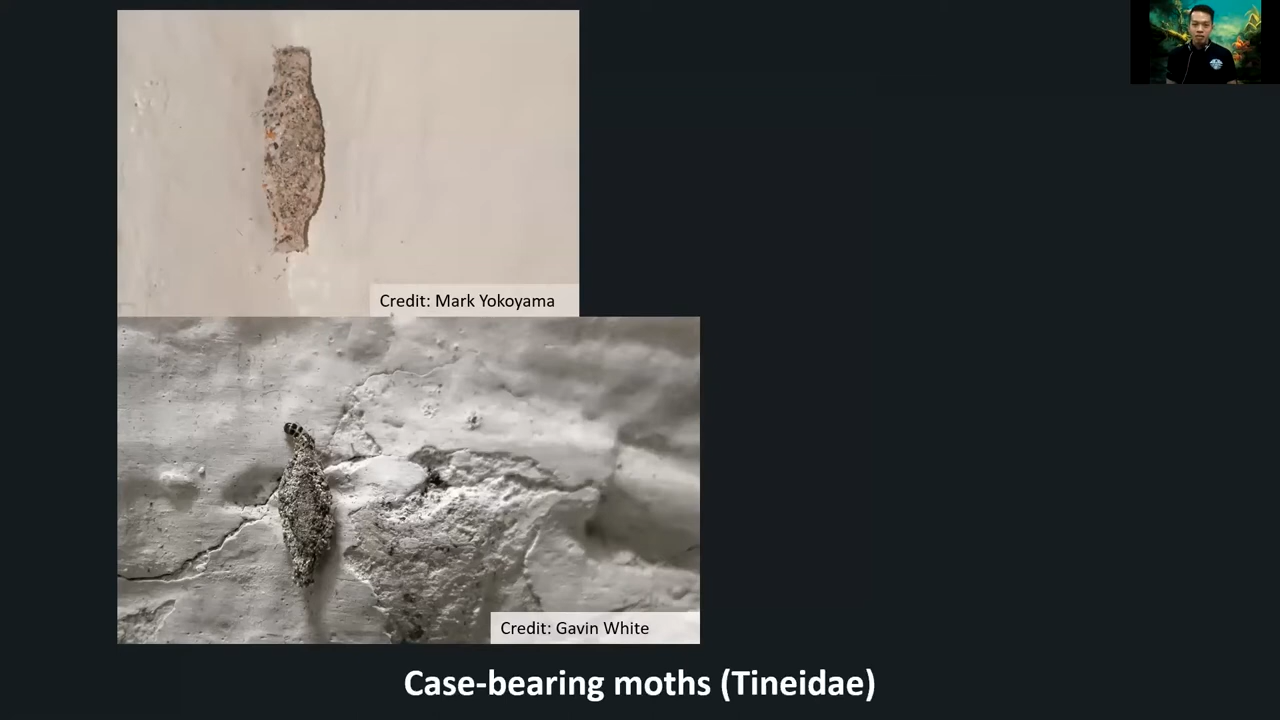 Credit: Mark Yokoyama
Credit: Gavin White
Case-bearing moths (Tineidae)